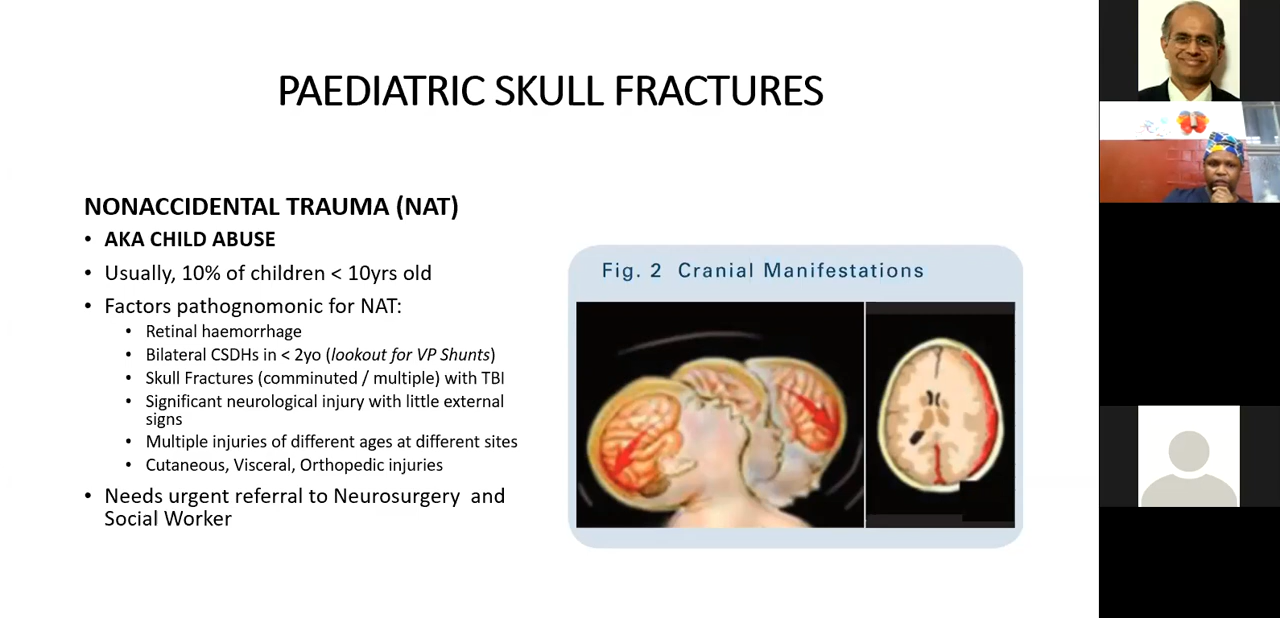 PAEDIATRIC SKULL FRACTURES
NONACCIDENTAL TRAUMA (NAT)
• AKA CHILD ABUSE
• Usually, 10% of children < 10yrs old
• Factors pathognomonic for NAT:
• Retinal haemorrhage
• Bilateral CSDHs in < 2yo (lookout for VP Shunts)
• Skull Fractures (comminuted / multiple) with TBI
• Significant neurological injury with little external
signs
• Multiple injuries of different ages at different sites
• Cutaneous, Visceral, Orthopedic injuries
• Needs urgent referral to Neurosurgery and
Social Worker
Fig. 2 Cranial Manifestations